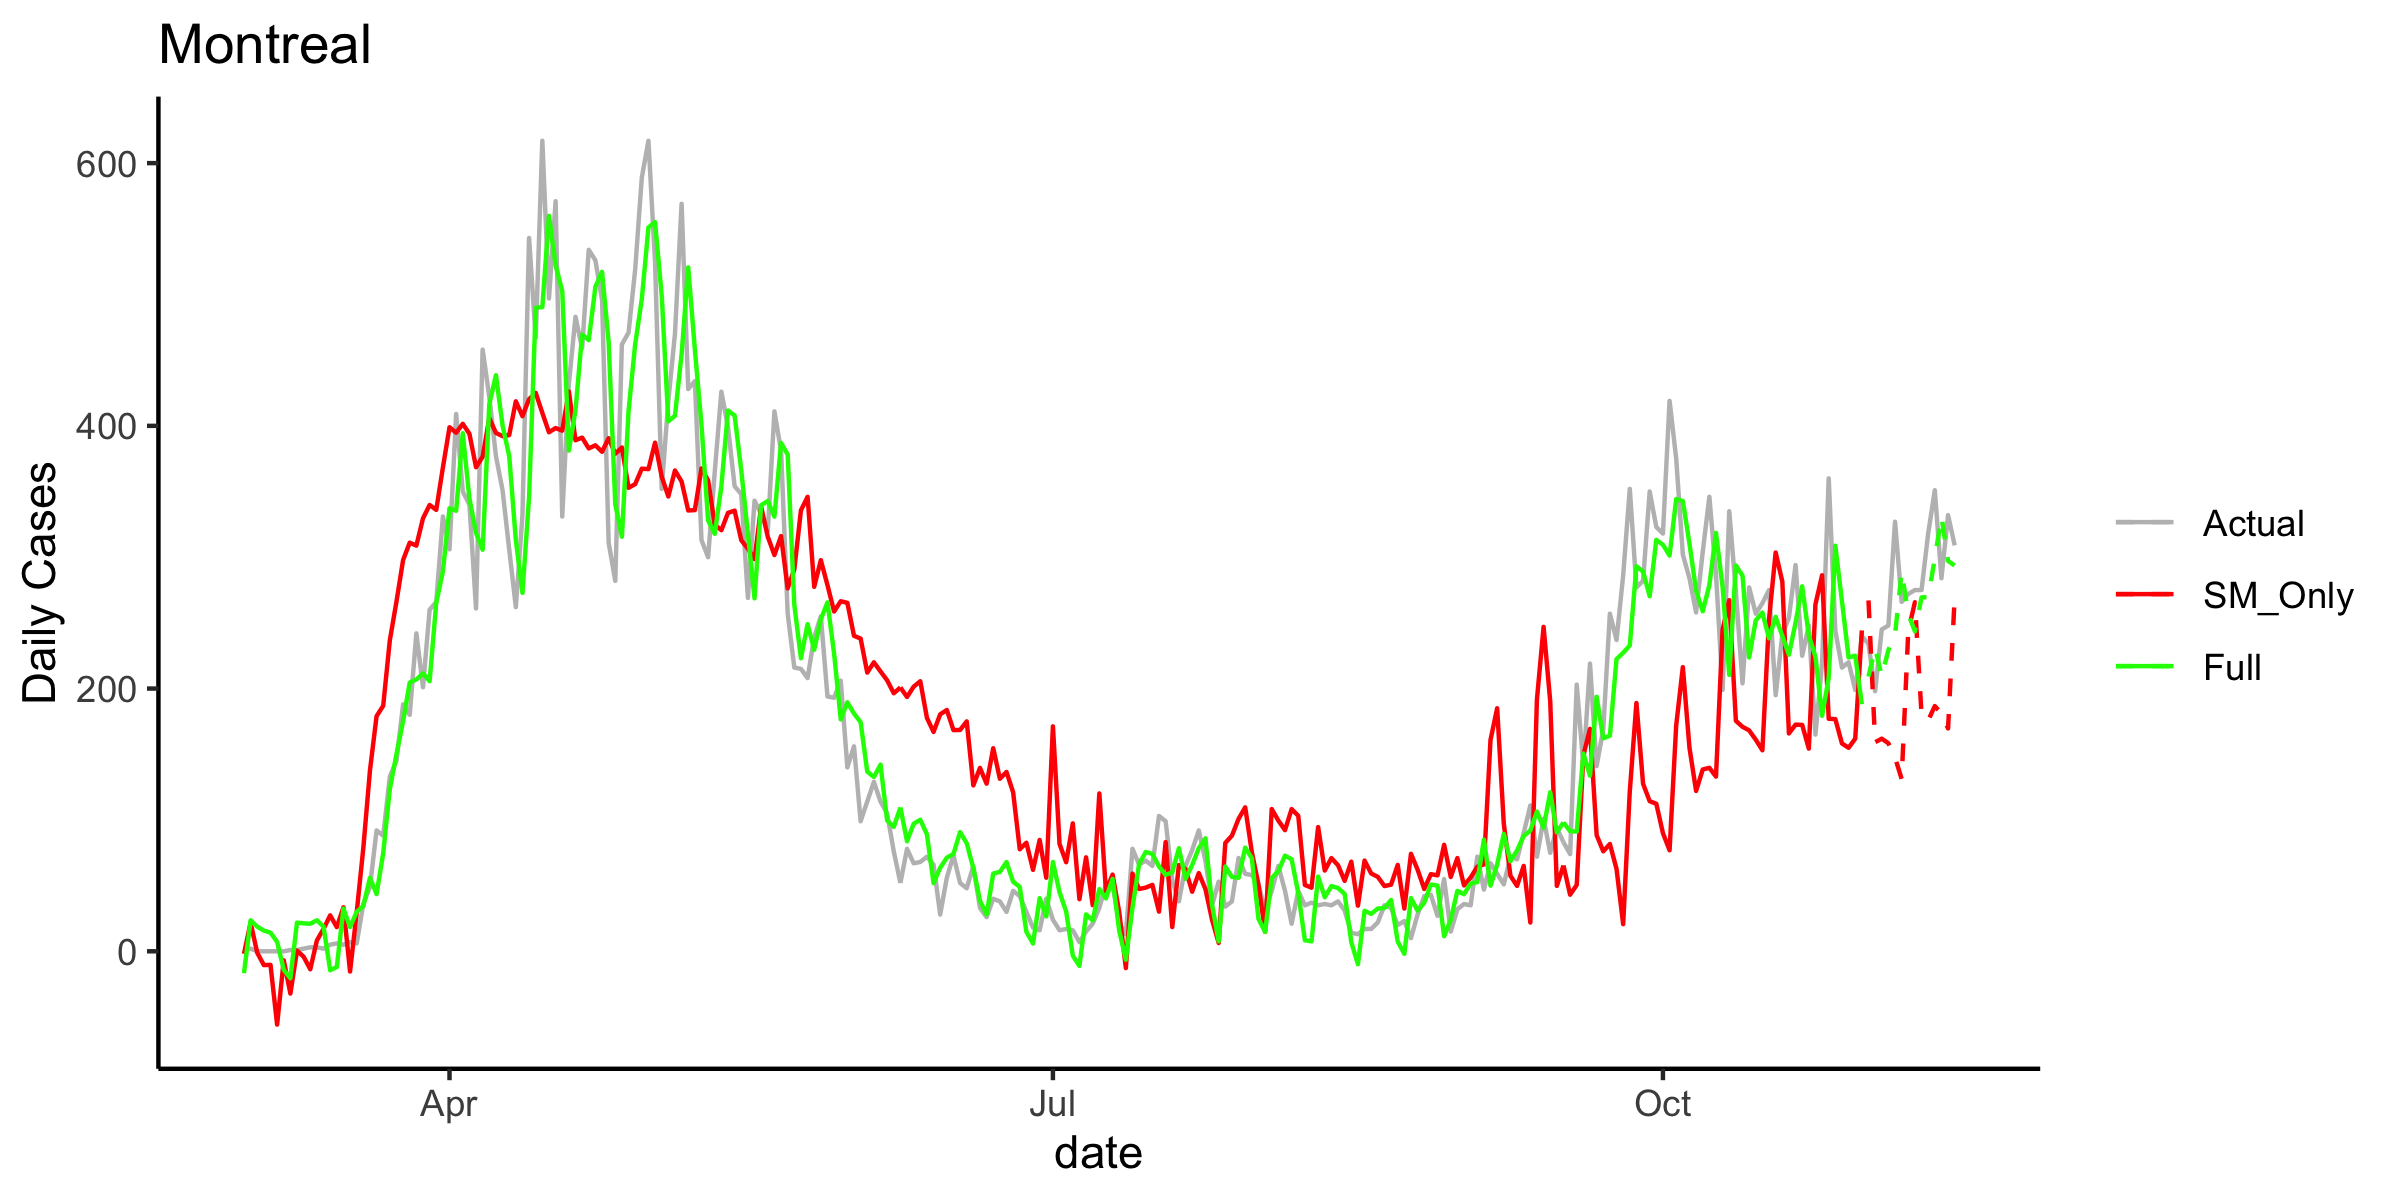 Montreal
Daily Cases
600
400
200
0
Apr
Jul
Oct
date
Actual
SM_Only
Full